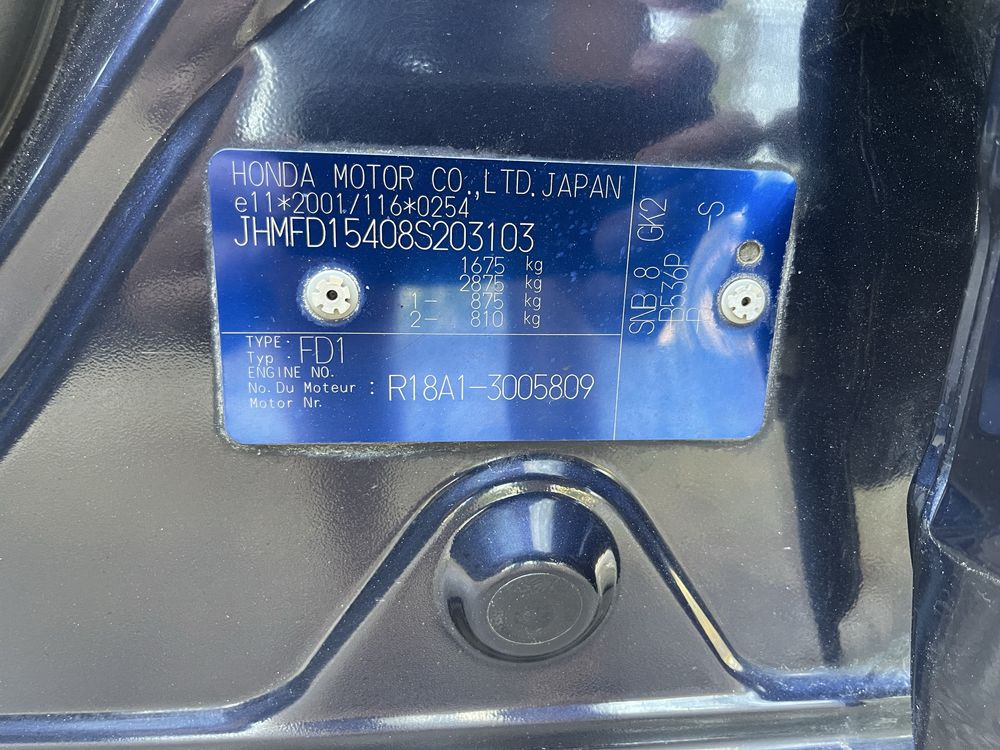 HONDA MOTOR CO.,LTD.JAPAN
e11*2001/116*0254
JHMFD15408S203103
1675 kg
2875 kg
1- 875 kg
2- 810 kg
TYPE:
Typ : FD1
ENGINE NO.
No.Du Moteur : R18A1-3005809
Motor Nr.
SNB 8 GK2
B536P
-S